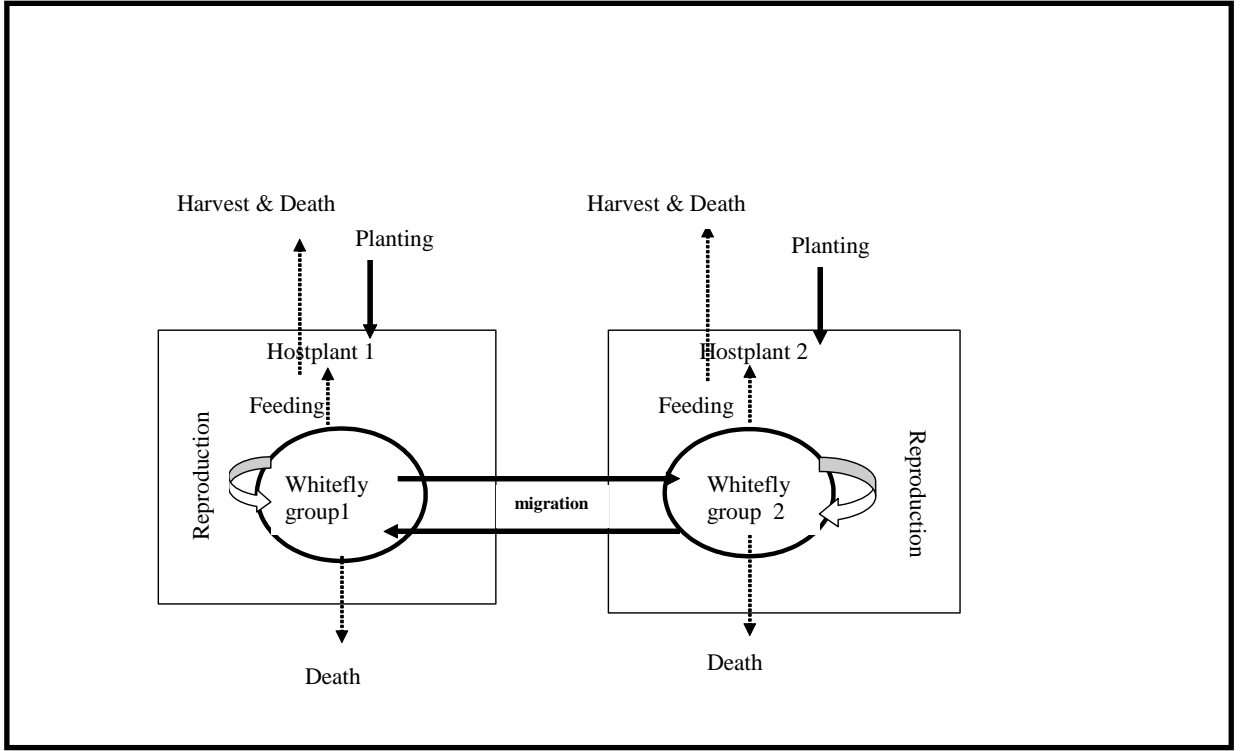 Harvest & Death
Harvest & Death
Planting
Planting
Hostplant 1
Hostplant 2
Feeding
Feeding
Reproduction
Reproduction
Whitefly
group1
migration
Whitefly
group 2
Death
Death